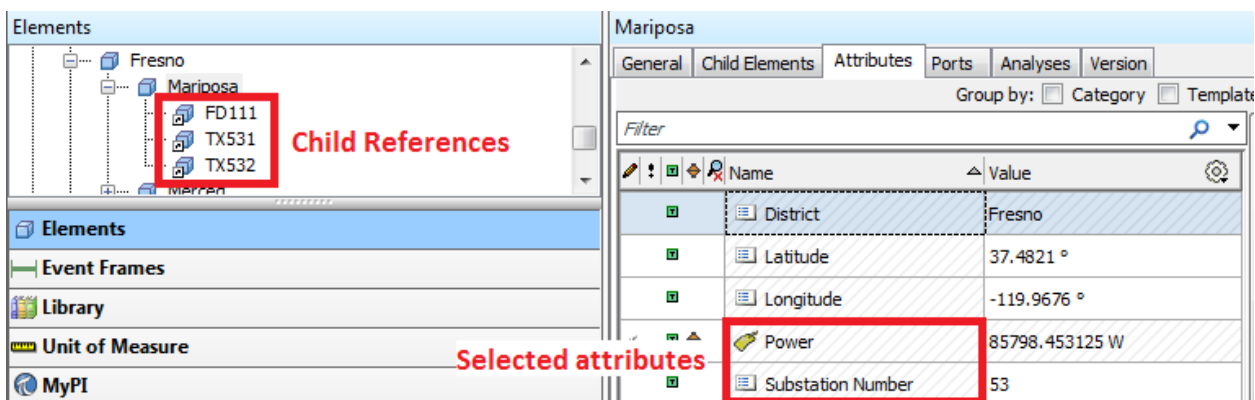 Elements
Fresno
Mariposa
FD111
TX531
TX532
Child References
Merced
Elements
Event Frames
Library
Unit of Measure
MyPI
Mariposa
General Child Elements Attributes Ports Analyses Version
Group by: Category Template
Filter
Name Value
District Fresno
Latitude 37.4821 °
Longitude -119.9676 °
Power 85798.453125 W
Selected attributes
Substation Number 53